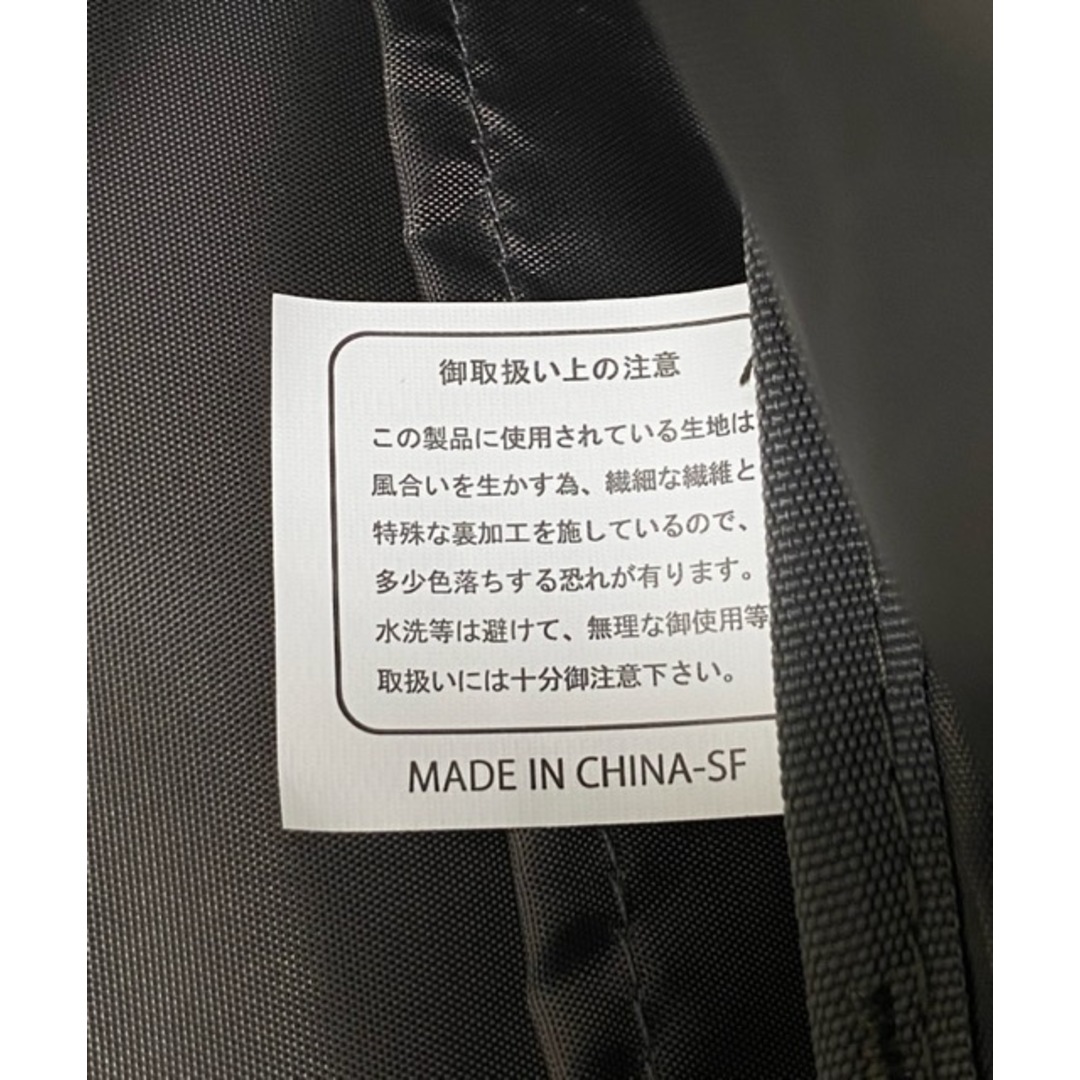 御取扱い上の注意
この製品に使用されている生地は
風合いを生かす為、繊細な繊維と
特殊な裏加工を施しているので、
多少色落ちする恐れが有ります。
水洗等は避けて、無理な御使用等
取扱いには十分御注意下さい。
MADE IN CHINA-SF